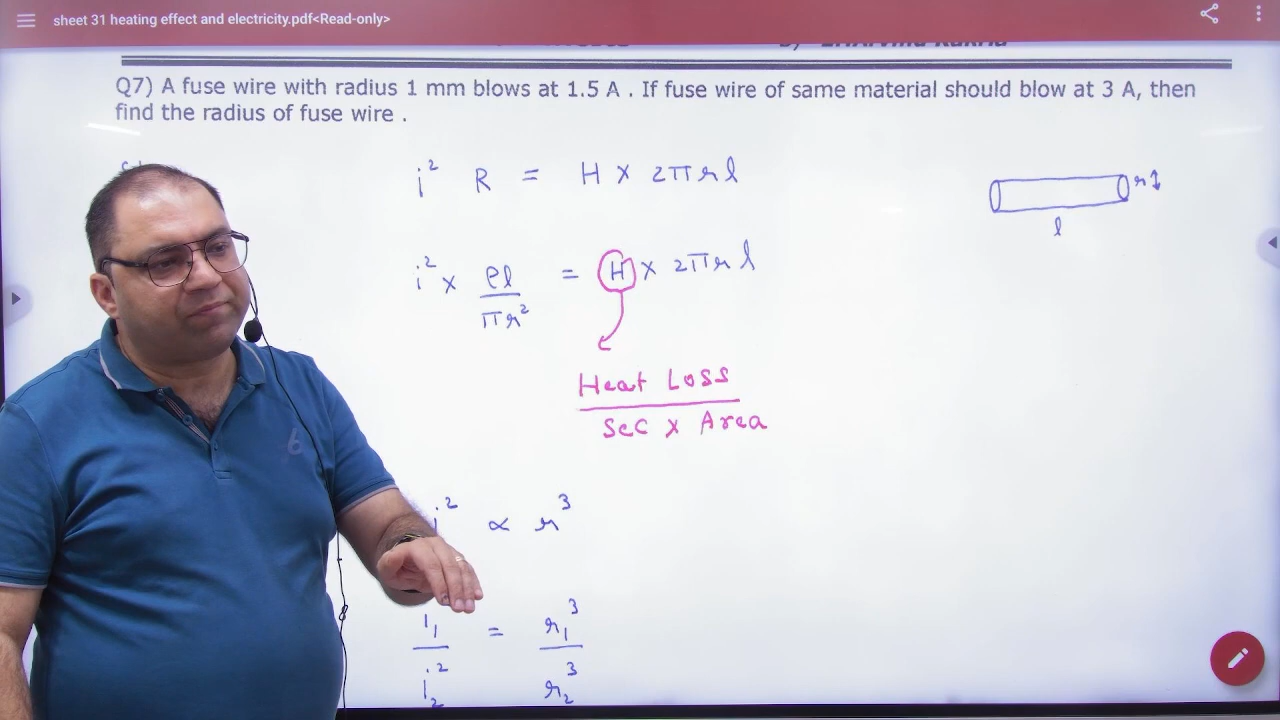 sheet 31 heating effect and electricity.pdf<Read-only>
Q7) A fuse wire with radius 1 mm blows at 1.5 A . If fuse wire of same material should blow at 3 A, then
find the radius of fuse wire .
i² R = H × 2πrl
r
l
i² × ρl/πr² = H × 2πrl
Heat Loss
Sec × Area
i² ∝ r³
i₁/i₂² = r₁³/r₂³